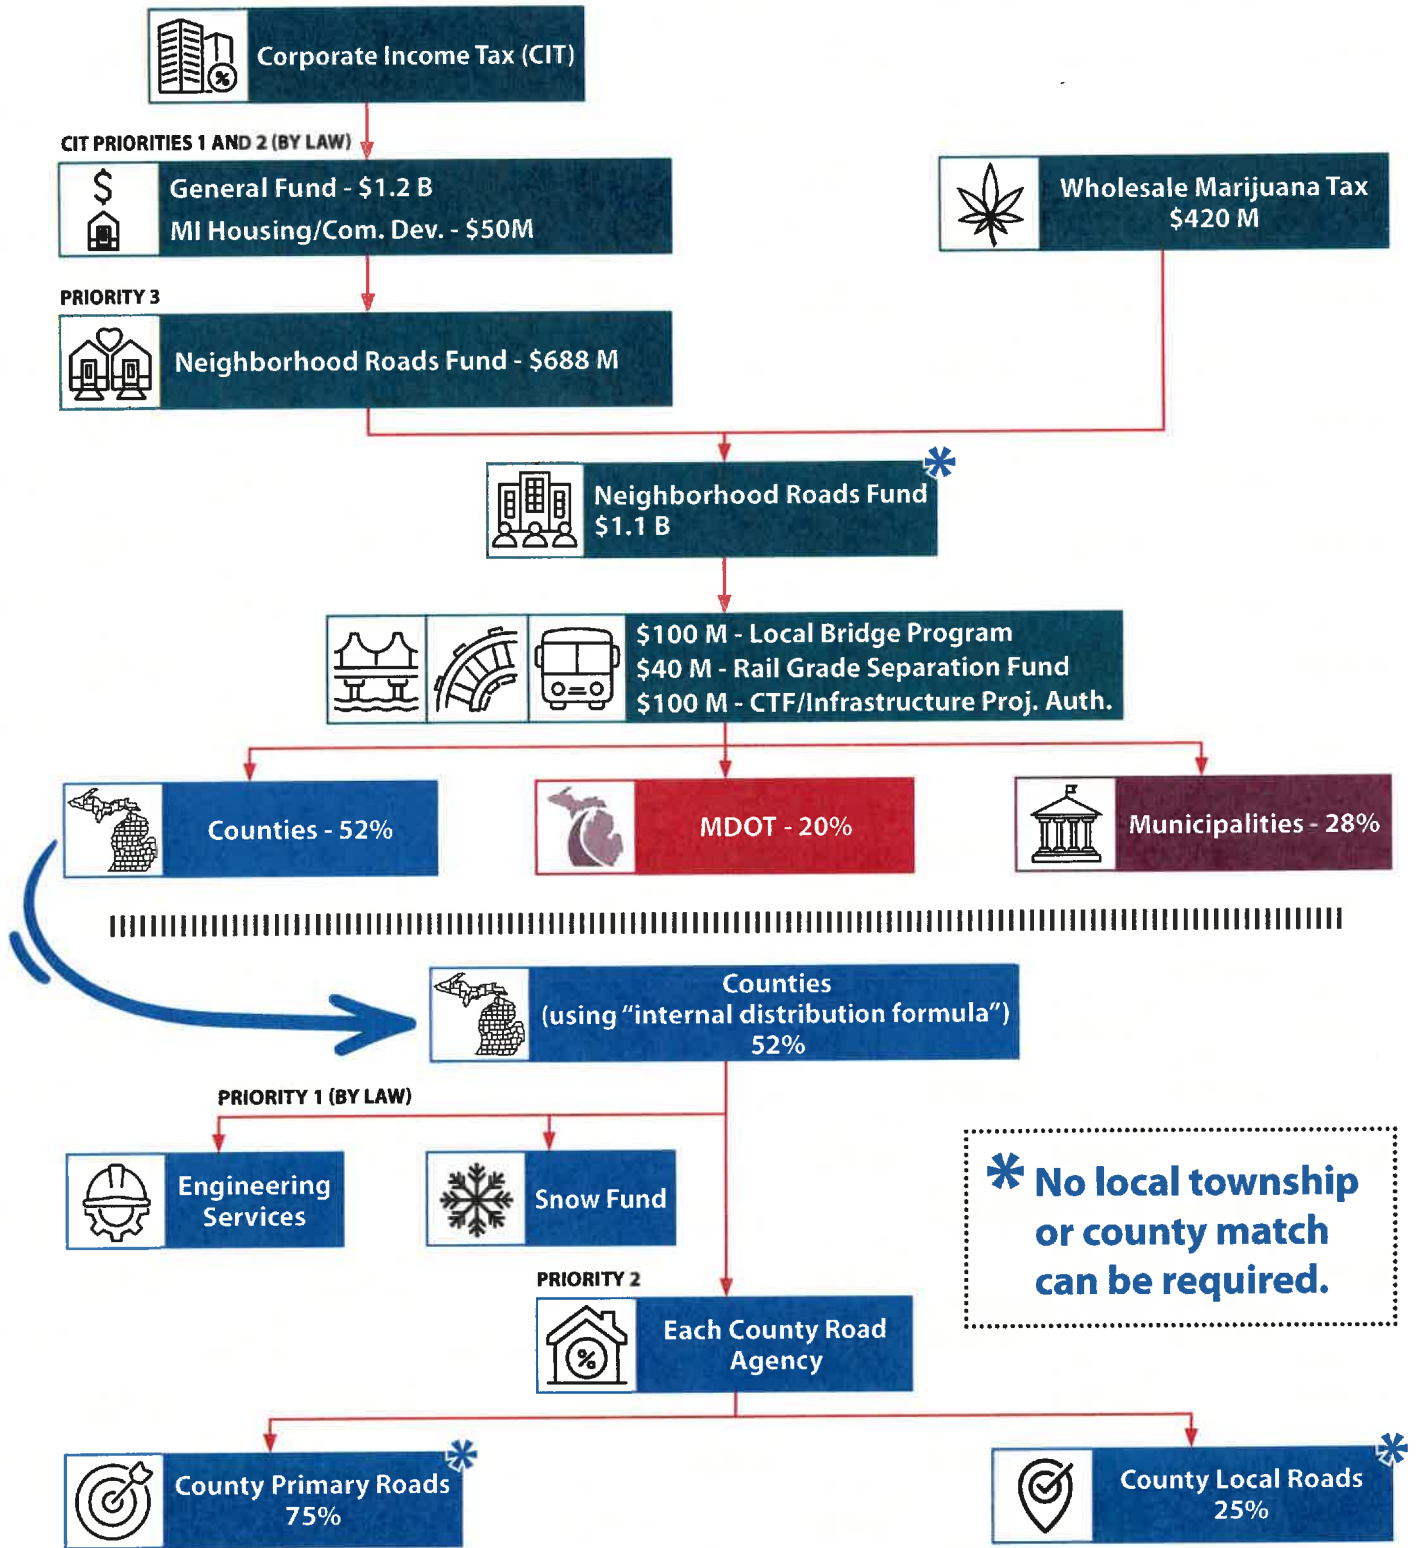 Corporate Income Tax (CIT)
CIT PRIORITIES 1 AND 2 (BY LAW)
General Fund - $1.2 B
MI Housing/Com. Dev. - $50M
Wholesale Marijuana Tax
$420 M
PRIORITY 3
Neighborhood Roads Fund - $688 M
Neighborhood Roads Fund *
$1.1 B
$100 M - Local Bridge Program
$40 M - Rail Grade Separation Fund
$100 M - CTF/Infrastructure Proj. Auth.
Counties - 52%
MDOT - 20%
Municipalities - 28%
Counties
(using "internal distribution formula")
52%
PRIORITY 1 (BY LAW)
Engineering
Services
Snow Fund
* No local township
or county match
can be required.
PRIORITY 2
Each County Road
Agency
County Primary Roads *
75%
County Local Roads *
25%